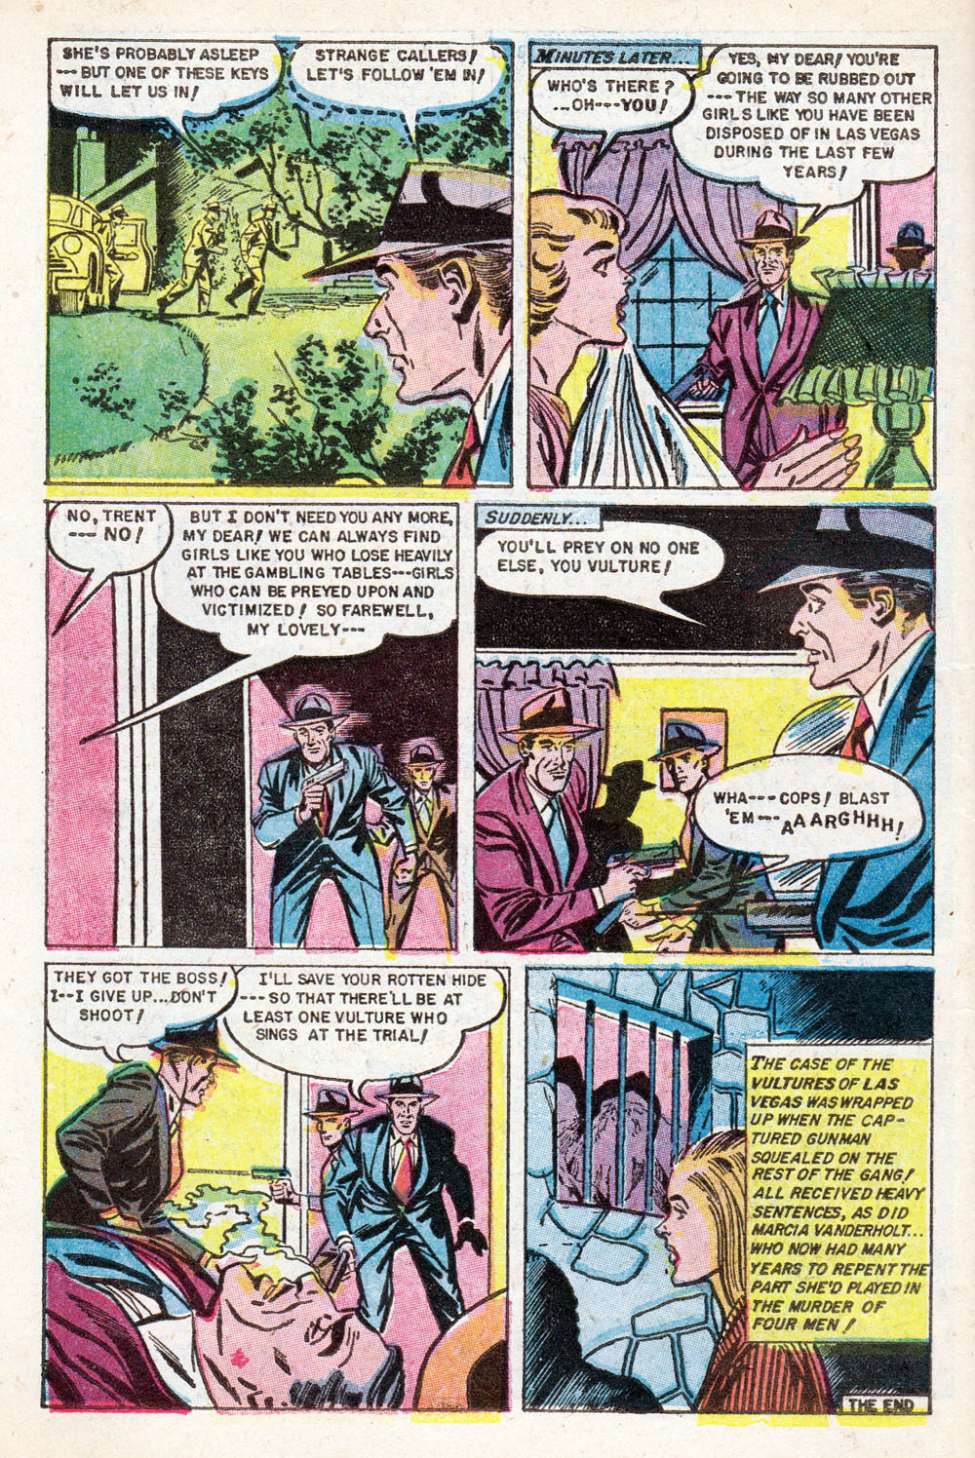 SHE'S PROBABLY ASLEEP
---BUT ONE OF THESE KEYS
WILL LET US IN!
STRANGE CALLERS!
LET'S FOLLOW 'EM IN!
MINUTES LATER...
WHO'S THERE?
...OH---YOU!
YES, MY DEAR! YOU'RE
GOING TO BE RUBBED OUT
---THE WAY SO MANY OTHER
GIRLS LIKE YOU HAVE BEEN
DISPOSED OF IN LAS VEGAS
DURING THE LAST FEW
YEARS!
NO, TRENT
---NO!
BUT I DON'T NEED YOU ANY MORE,
MY DEAR! WE CAN ALWAYS FIND
GIRLS LIKE YOU WHO LOSE HEAVILY
AT THE GAMBLING TABLES---GIRLS
WHO CAN BE PREYED UPON AND
VICTIMIZED! SO FAREWELL,
MY LOVELY---
SUDDENLY...
YOU'LL PREY ON NO ONE
ELSE, YOU VULTURE!
WHA---COPS! BLAST
'EM---AAARGHHH!
THEY GOT THE BOSS!
I--I GIVE UP...DON'T
SHOOT!
I'LL SAVE YOUR ROTTEN HIDE
---SO THAT THERE'LL BE AT
LEAST ONE VULTURE WHO
SINGS AT THE TRIAL!
THE CASE OF THE
VULTURES OF LAS
VEGAS WAS WRAPPED
UP WHEN THE CAP-
TURED GUNMAN
SQUEALED ON THE
REST OF THE GANG!
ALL RECEIVED HEAVY
SENTENCES, AS DID
MARCIA VANDERHOLT...
WHO NOW HAD MANY
YEARS TO REPENT THE
PART SHE'D PLAYED IN
THE MURDER OF
FOUR MEN!
THE END